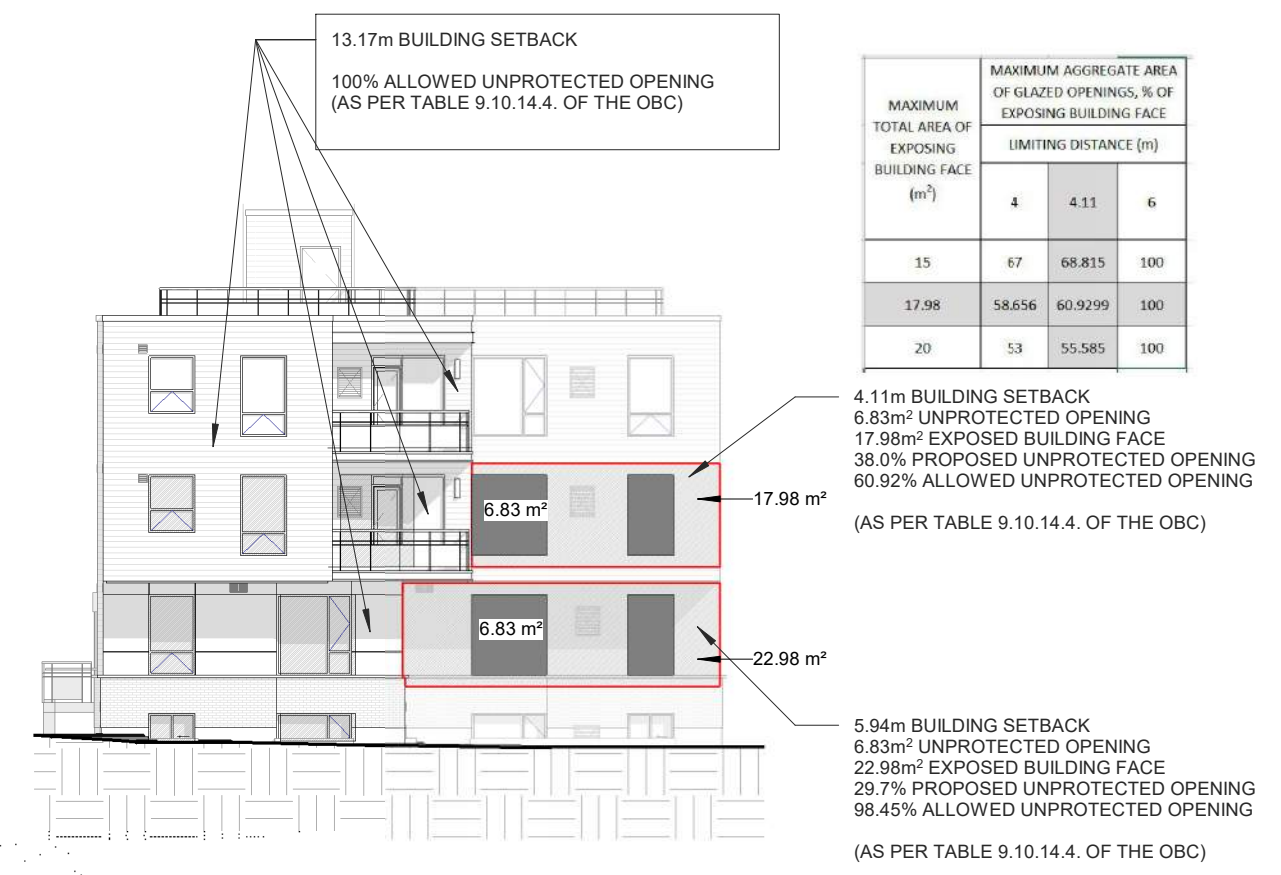 13.17m BUILDING SETBACK
100% ALLOWED UNPROTECTED OPENING
(AS PER TABLE 9.10.14.4. OF THE OBC)
MAXIMUM
TOTAL AREA OF
EXPOSING
BUILDING FACE
(m²)
MAXIMUM AGGREGATE AREA
OF GLAZED OPENINGS, % OF
EXPOSING BUILDING FACE
LIMITING DISTANCE (m)
4 4.11 6
15 67 68.815 100
17.98 58.656 60.9299 100
20 53 55.585 100
4.11m BUILDING SETBACK
6.83m² UNPROTECTED OPENING
17.98m² EXPOSED BUILDING FACE
38.0% PROPOSED UNPROTECTED OPENING
60.92% ALLOWED UNPROTECTED OPENING
(AS PER TABLE 9.10.14.4. OF THE OBC)
6.83 m²
17.98 m²
6.83 m²
22.98 m²
5.94m BUILDING SETBACK
6.83m² UNPROTECTED OPENING
22.98m² EXPOSED BUILDING FACE
29.7% PROPOSED UNPROTECTED OPENING
98.45% ALLOWED UNPROTECTED OPENING
(AS PER TABLE 9.10.14.4. OF THE OBC)